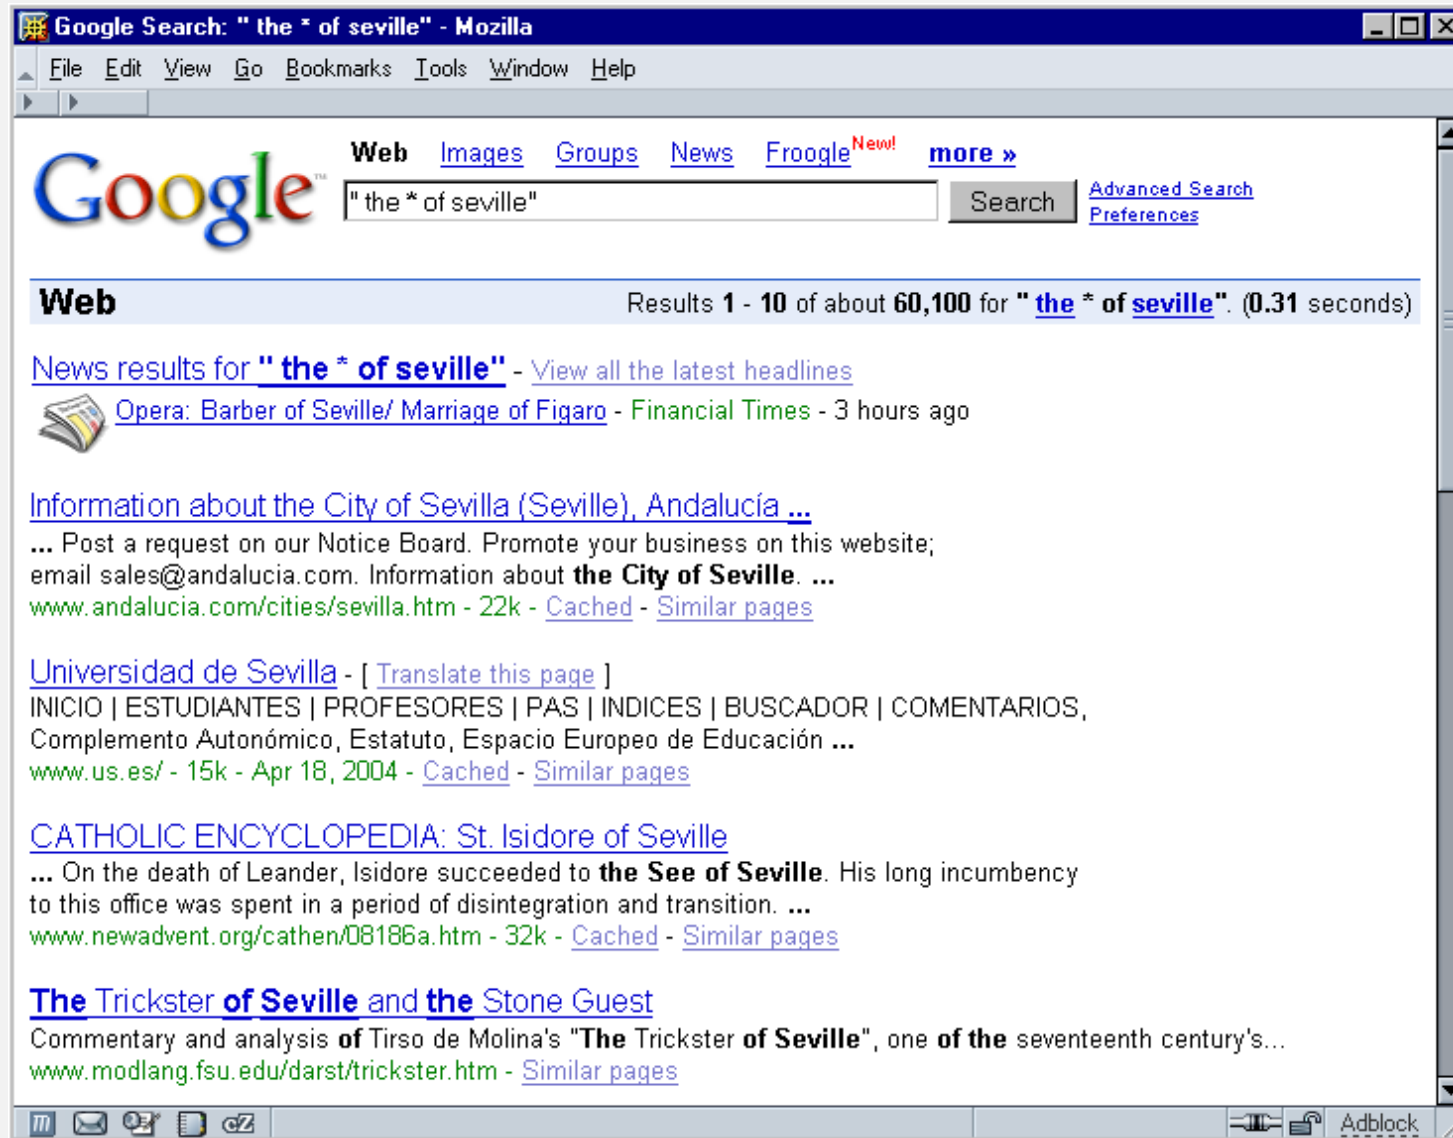 Google Search: " the * of seville" - Mozilla
File Edit View Go Bookmarks Tools Window Help
Web Images Groups News Froogle New! more »
Google™
" the * of seville" Search Advanced Search
Preferences
Web Results 1 - 10 of about 60,100 for " the * of seville". (0.31 seconds)
News results for " the * of seville" - View all the latest headlines
Opera: Barber of Seville/ Marriage of Figaro - Financial Times - 3 hours ago
Information about the City of Sevilla (Seville), Andalucía ...
... Post a request on our Notice Board. Promote your business on this website;
email sales@andalucia.com. Information about the City of Seville. ...
www.andalucia.com/cities/sevilla.htm - 22k - Cached - Similar pages
Universidad de Sevilla - [ Translate this page ]
INICIO | ESTUDIANTES | PROFESORES | PAS | INDICES | BUSCADOR | COMENTARIOS,
Complemento Autonómico, Estatuto, Espacio Europeo de Educación ...
www.us.es/ - 15k - Apr 18, 2004 - Cached - Similar pages
CATHOLIC ENCYCLOPEDIA: St. Isidore of Seville
... On the death of Leander, Isidore succeeded to the See of Seville. His long incumbency
to this office was spent in a period of disintegration and transition. ...
www.newadvent.org/cathen/08186a.htm - 32k - Cached - Similar pages
The Trickster of Seville and the Stone Guest
Commentary and analysis of Tirso de Molina's "The Trickster of Seville", one of the seventeenth century's...
www.modlang.fsu.edu/darst/trickster.htm - Similar pages
m cZ Adblock